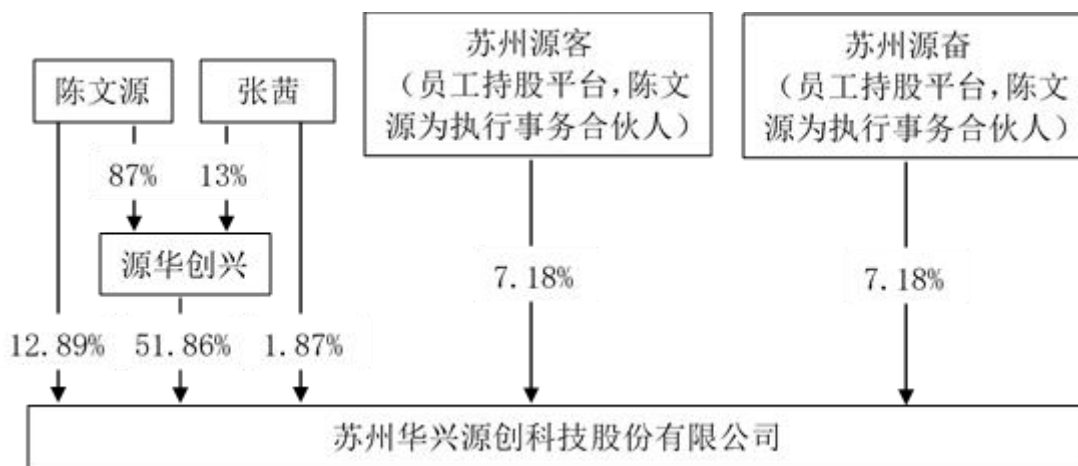 陈文源
张茜
苏州源客
（员工持股平台,陈文
源为执行事务合伙人）
苏州源奋
（员工持股平台,陈文
源为执行事务合伙人）
87%
13%
源华创兴
7.18%
7.18%
12.89%
51.86%
1.87%
苏州华兴源创科技股份有限公司